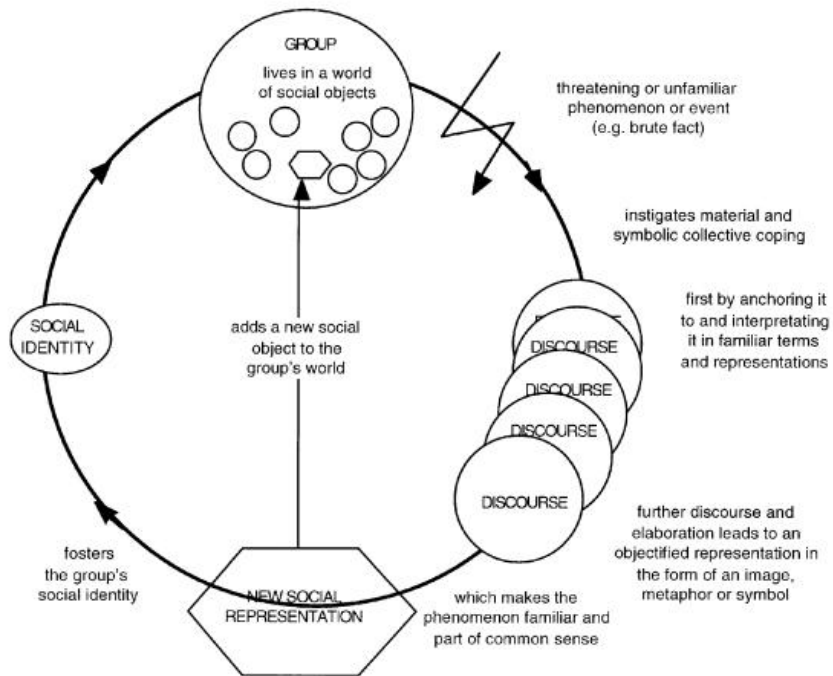 GROUP
lives in a world
of social objects
threatening or unfamiliar
phenomenon or event
(e.g. brute fact)
instigates material and
symbolic collective coping
first by anchoring it
to and interpretating
it in familiar terms
and representations
SOCIAL
IDENTITY
adds a new social
object to the
group's world
DISCOURSE
DISCOURSE
DISCOURSE
DISCOURSE
further discourse and
elaboration leads to an
objectified representation in
the form of an image,
metaphor or symbol
fosters
the group's
social identity
NEW SOCIAL
REPRESENTATION
which makes the
phenomenon familiar and
part of common sense